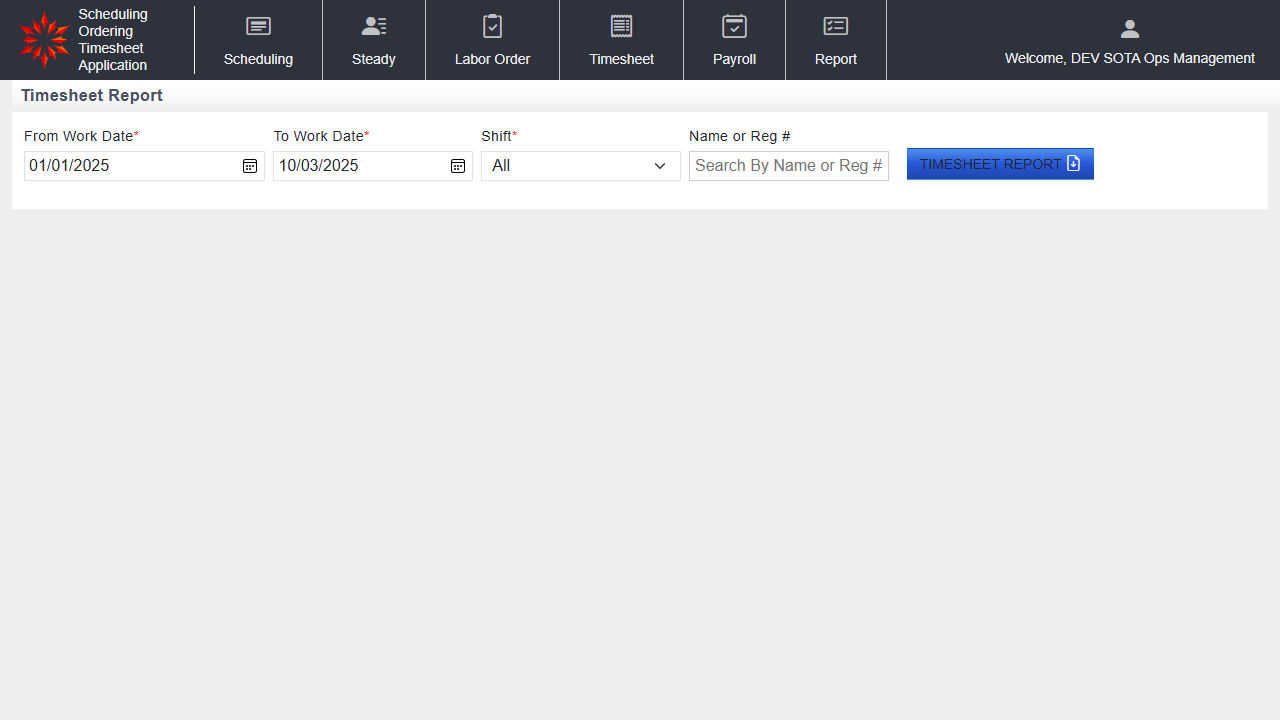 Scheduling
Ordering
Timesheet
Application
Scheduling
Steady
Labor Order
Timesheet
Payroll
Report
Welcome, DEV SOTA Ops Management
Timesheet Report
From Work Date*
To Work Date*
Shift*
Name or Reg #
01/01/2025
10/03/2025
All
Search By Name or Reg #
TIMESHEET REPORT